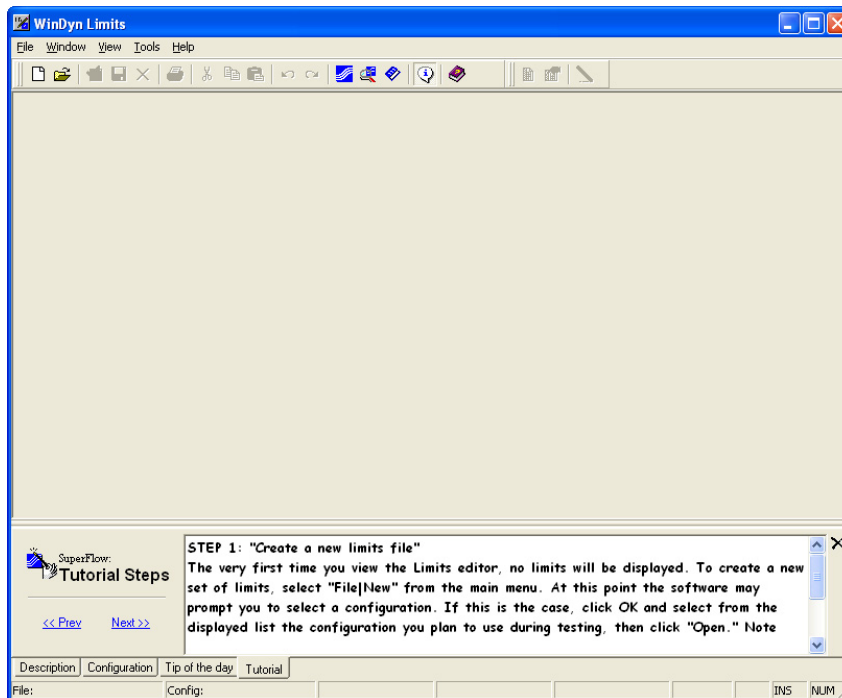 WinDyn Limits
File Window View Tools Help
SuperFlow:
Tutorial Steps
<< Prev Next >>
STEP 1: "Create a new limits file"
The very first time you view the Limits editor, no limits will be displayed. To create a new
set of limits, select "File|New" from the main menu. At this point the software may
prompt you to select a configuration. If this is the case, click OK and select from the
displayed list the configuration you plan to use during testing, then click "Open." Note
Description Configuration Tip of the day Tutorial
File: Config: INS NUM